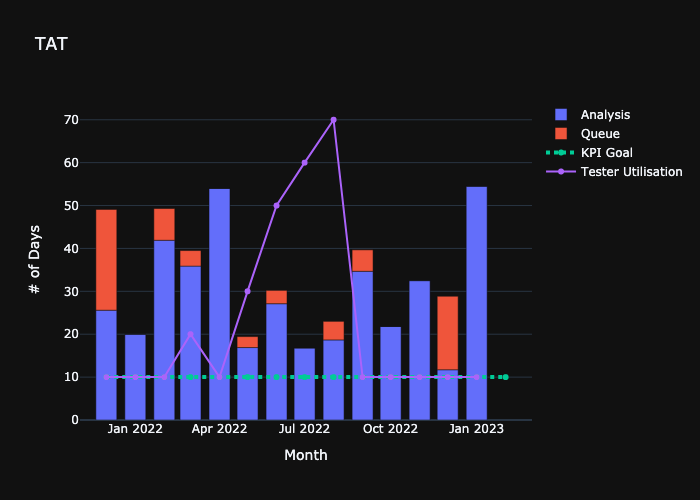 TAT
Analysis
Queue
KPI Goal
Tester Utilisation
# of Days
70
60
50
40
30
20
10
0
Jan 2022 Apr 2022 Jul 2022 Oct 2022 Jan 2023
Month